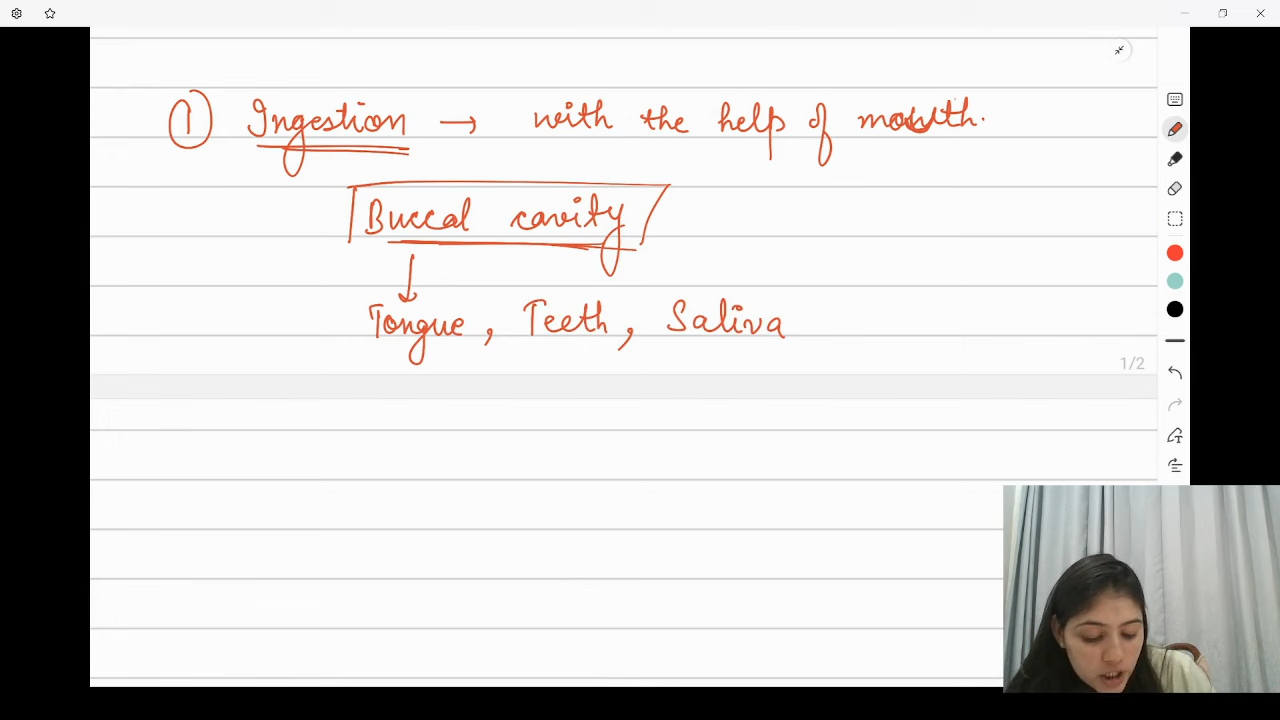 ① Ingestion → with the help of mouth.
Buccal cavity
↓
Tongue, Teeth, Saliva
1/2